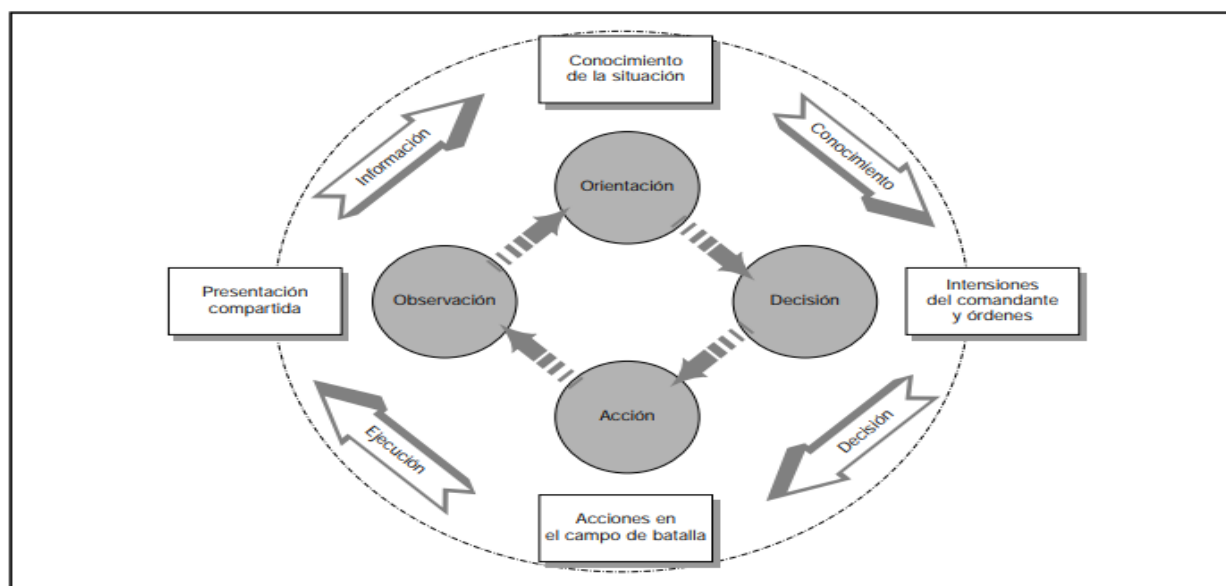 Conocimiento
de la situación
Información
Conocimiento
Orientación
Presentación
compartida
Observación
Decisión
Intensiones
del comandante
y órdenes
Acción
Ejecución
Decisión
Acciones en
el campo de batalla